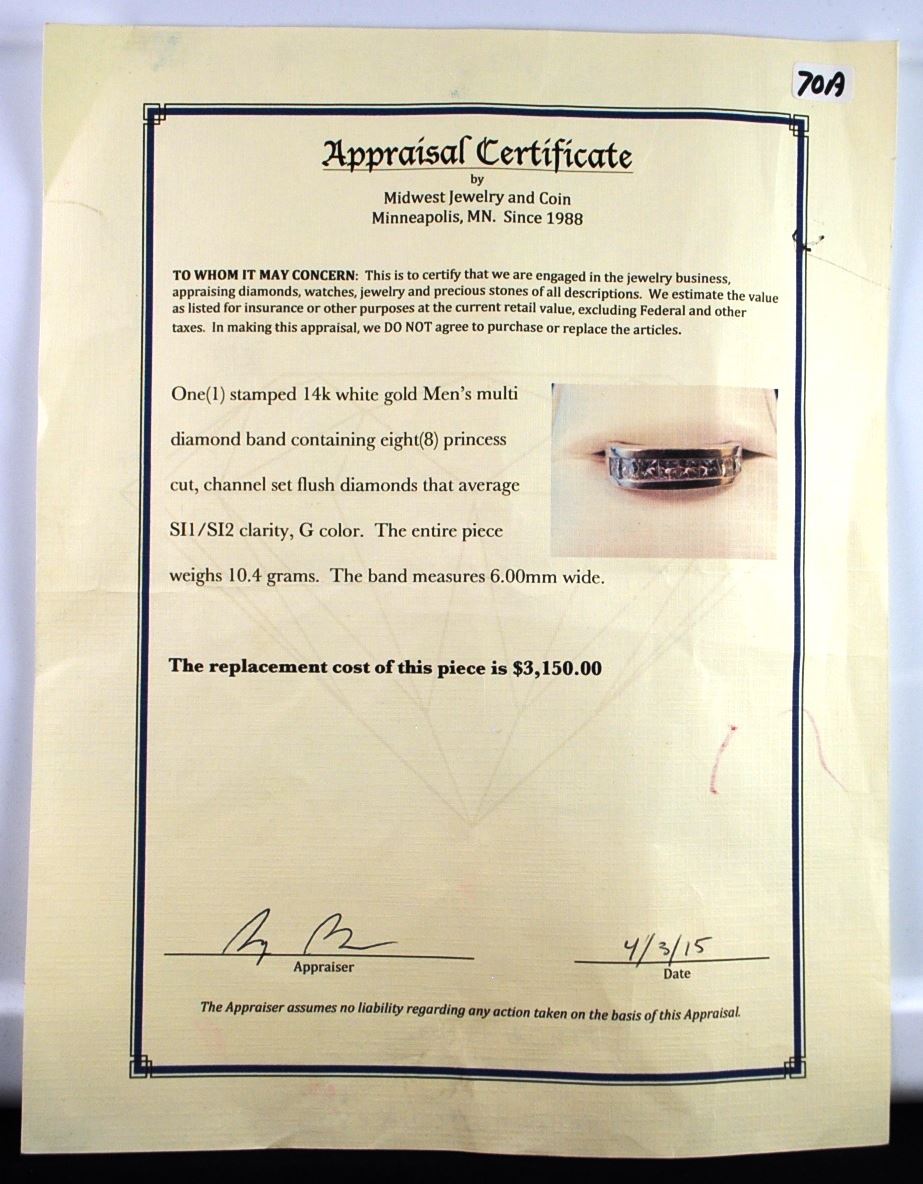 70A
Appraisal Certificate
by
Midwest Jewelry and Coin
Minneapolis, MN. Since 1988
TO WHOM IT MAY CONCERN: This is to certify that we are engaged in the jewelry business,
appraising diamonds, watches, jewelry and precious stones of all descriptions. We estimate the value
as listed for insurance or other purposes at the current retail value, excluding Federal and other
taxes. In making this appraisal, we DO NOT agree to purchase or replace the articles.
One(1) stamped 14k white gold Men's multi
diamond band containing eight(8) princess
cut, channel set flush diamonds that average
SI1/SI2 clarity, G color. The entire piece
weighs 10.4 grams. The band measures 6.00mm wide.
The replacement cost of this piece is $3,150.00
4/3/15
Appraiser
Date
The Appraiser assumes no liability regarding any action taken on the basis of this Appraisal.